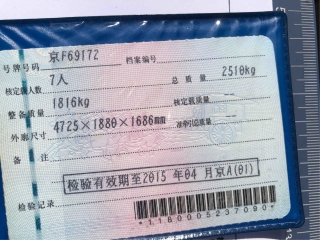 号牌号码 京F69172 档案编号
核定载人数 7人 总质量 2510kg
整备质量 1816kg 核定载质量 --
外廓尺寸 4725×1880×1686mm 准牵引总质量 --
备注
检验有效期至2015年04月京A(01)
检验记录
*1180005237090*